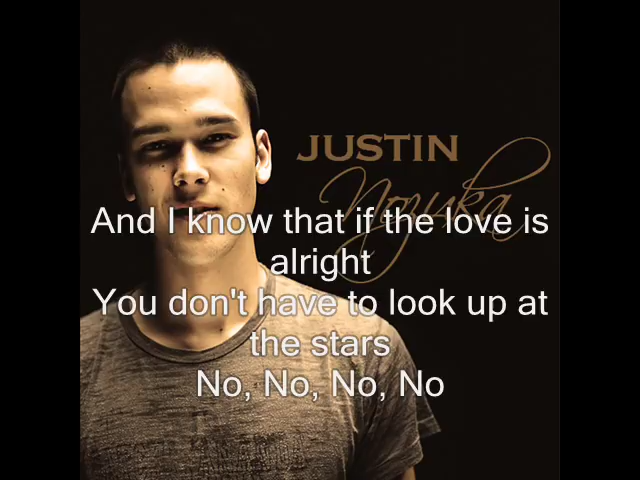 JUSTIN
Nozuka
And I know that if the love is
alright
You don't have to look up at
the stars
No, No, No, No